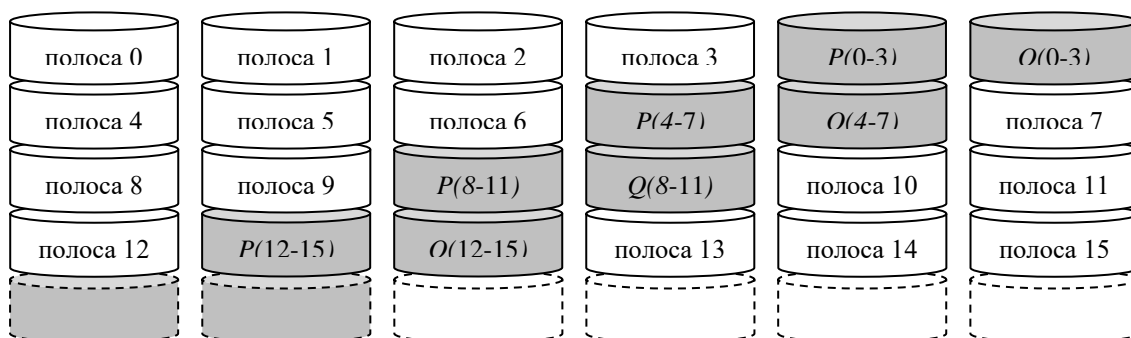 полоса 0 полоса 1 полоса 2 полоса 3 P(0-3) Q(0-3)
полоса 4 полоса 5 полоса 6 P(4-7) Q(4-7) полоса 7
полоса 8 полоса 9 P(8-11) Q(8-11) полоса 10 полоса 11
полоса 12 P(12-15) Q(12-15) полоса 13 полоса 14 полоса 15